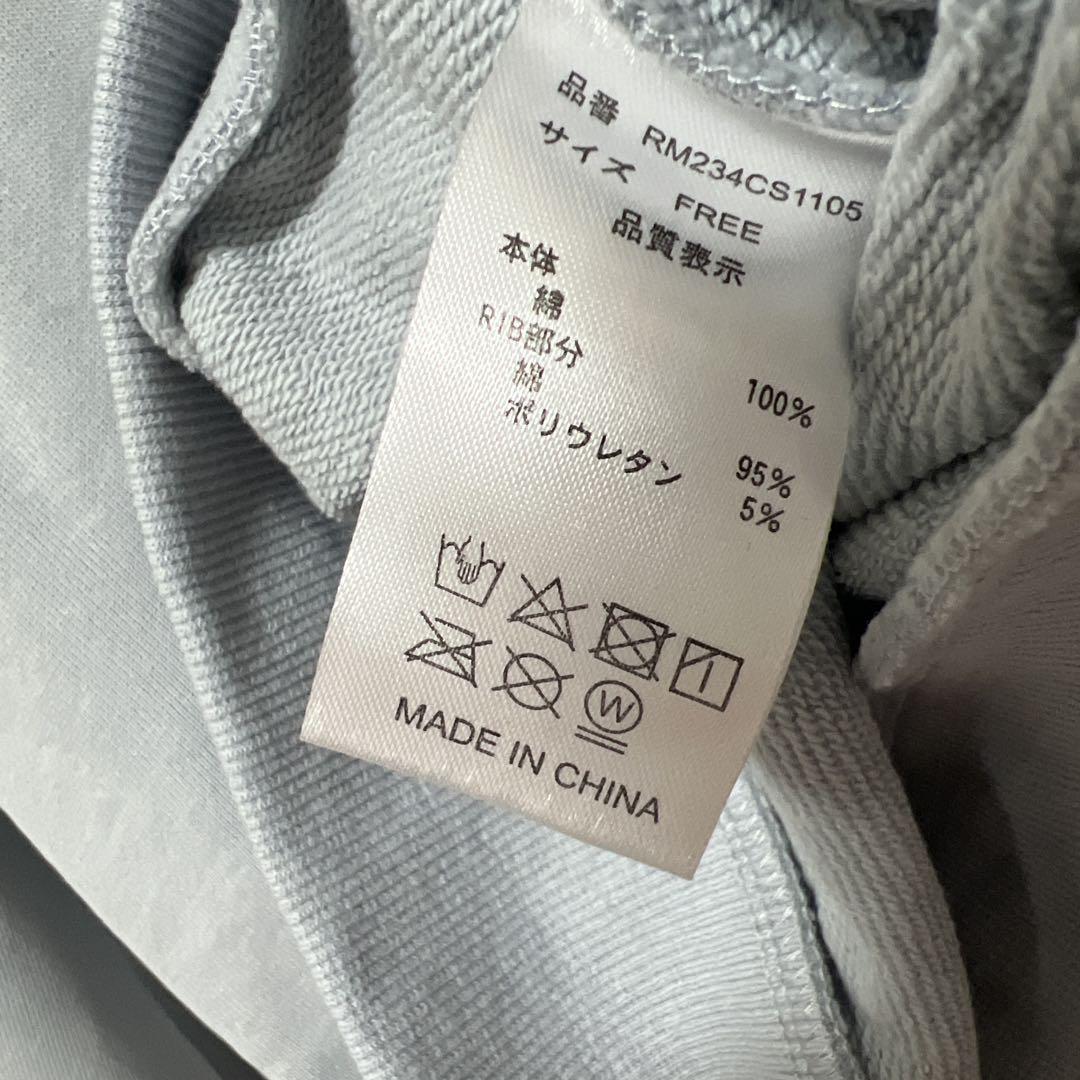 品番 RM234CS1105
サイズ FREE
品質表示
本体
綿 100%
RIB部分
綿 95%
ポリウレタン 5%
W
MADE IN CHINA